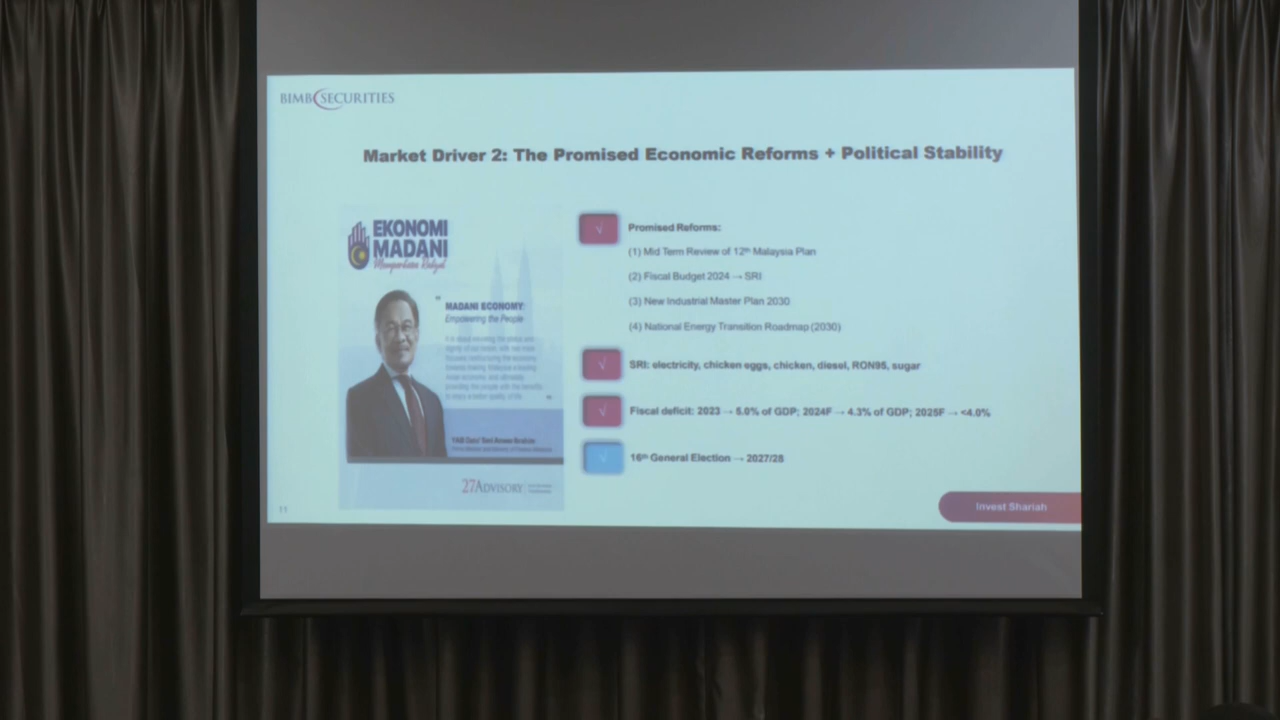 BIMB SECURITIES
Market Driver 2: The Promised Economic Reforms + Political Stability
EKONOMI
MADANI
Memperkasa Rakyat
" MADANI ECONOMY:
Empowering the People
27ADVISORY
√ Promised Reforms:
(1) Mid Term Review of 12th Malaysia Plan
(2) Fiscal Budget 2024 → SRI
(3) New Industrial Master Plan 2030
(4) National Energy Transition Roadmap (2030)
√ SRI: electricity, chicken eggs, chicken, diesel, RON95, sugar
√ Fiscal deficit: 2023 → 5.0% of GDP; 2024F → 4.3% of GDP; 2025F → <4.0%
√ 16th General Election → 2027/28
11
Invest Shariah